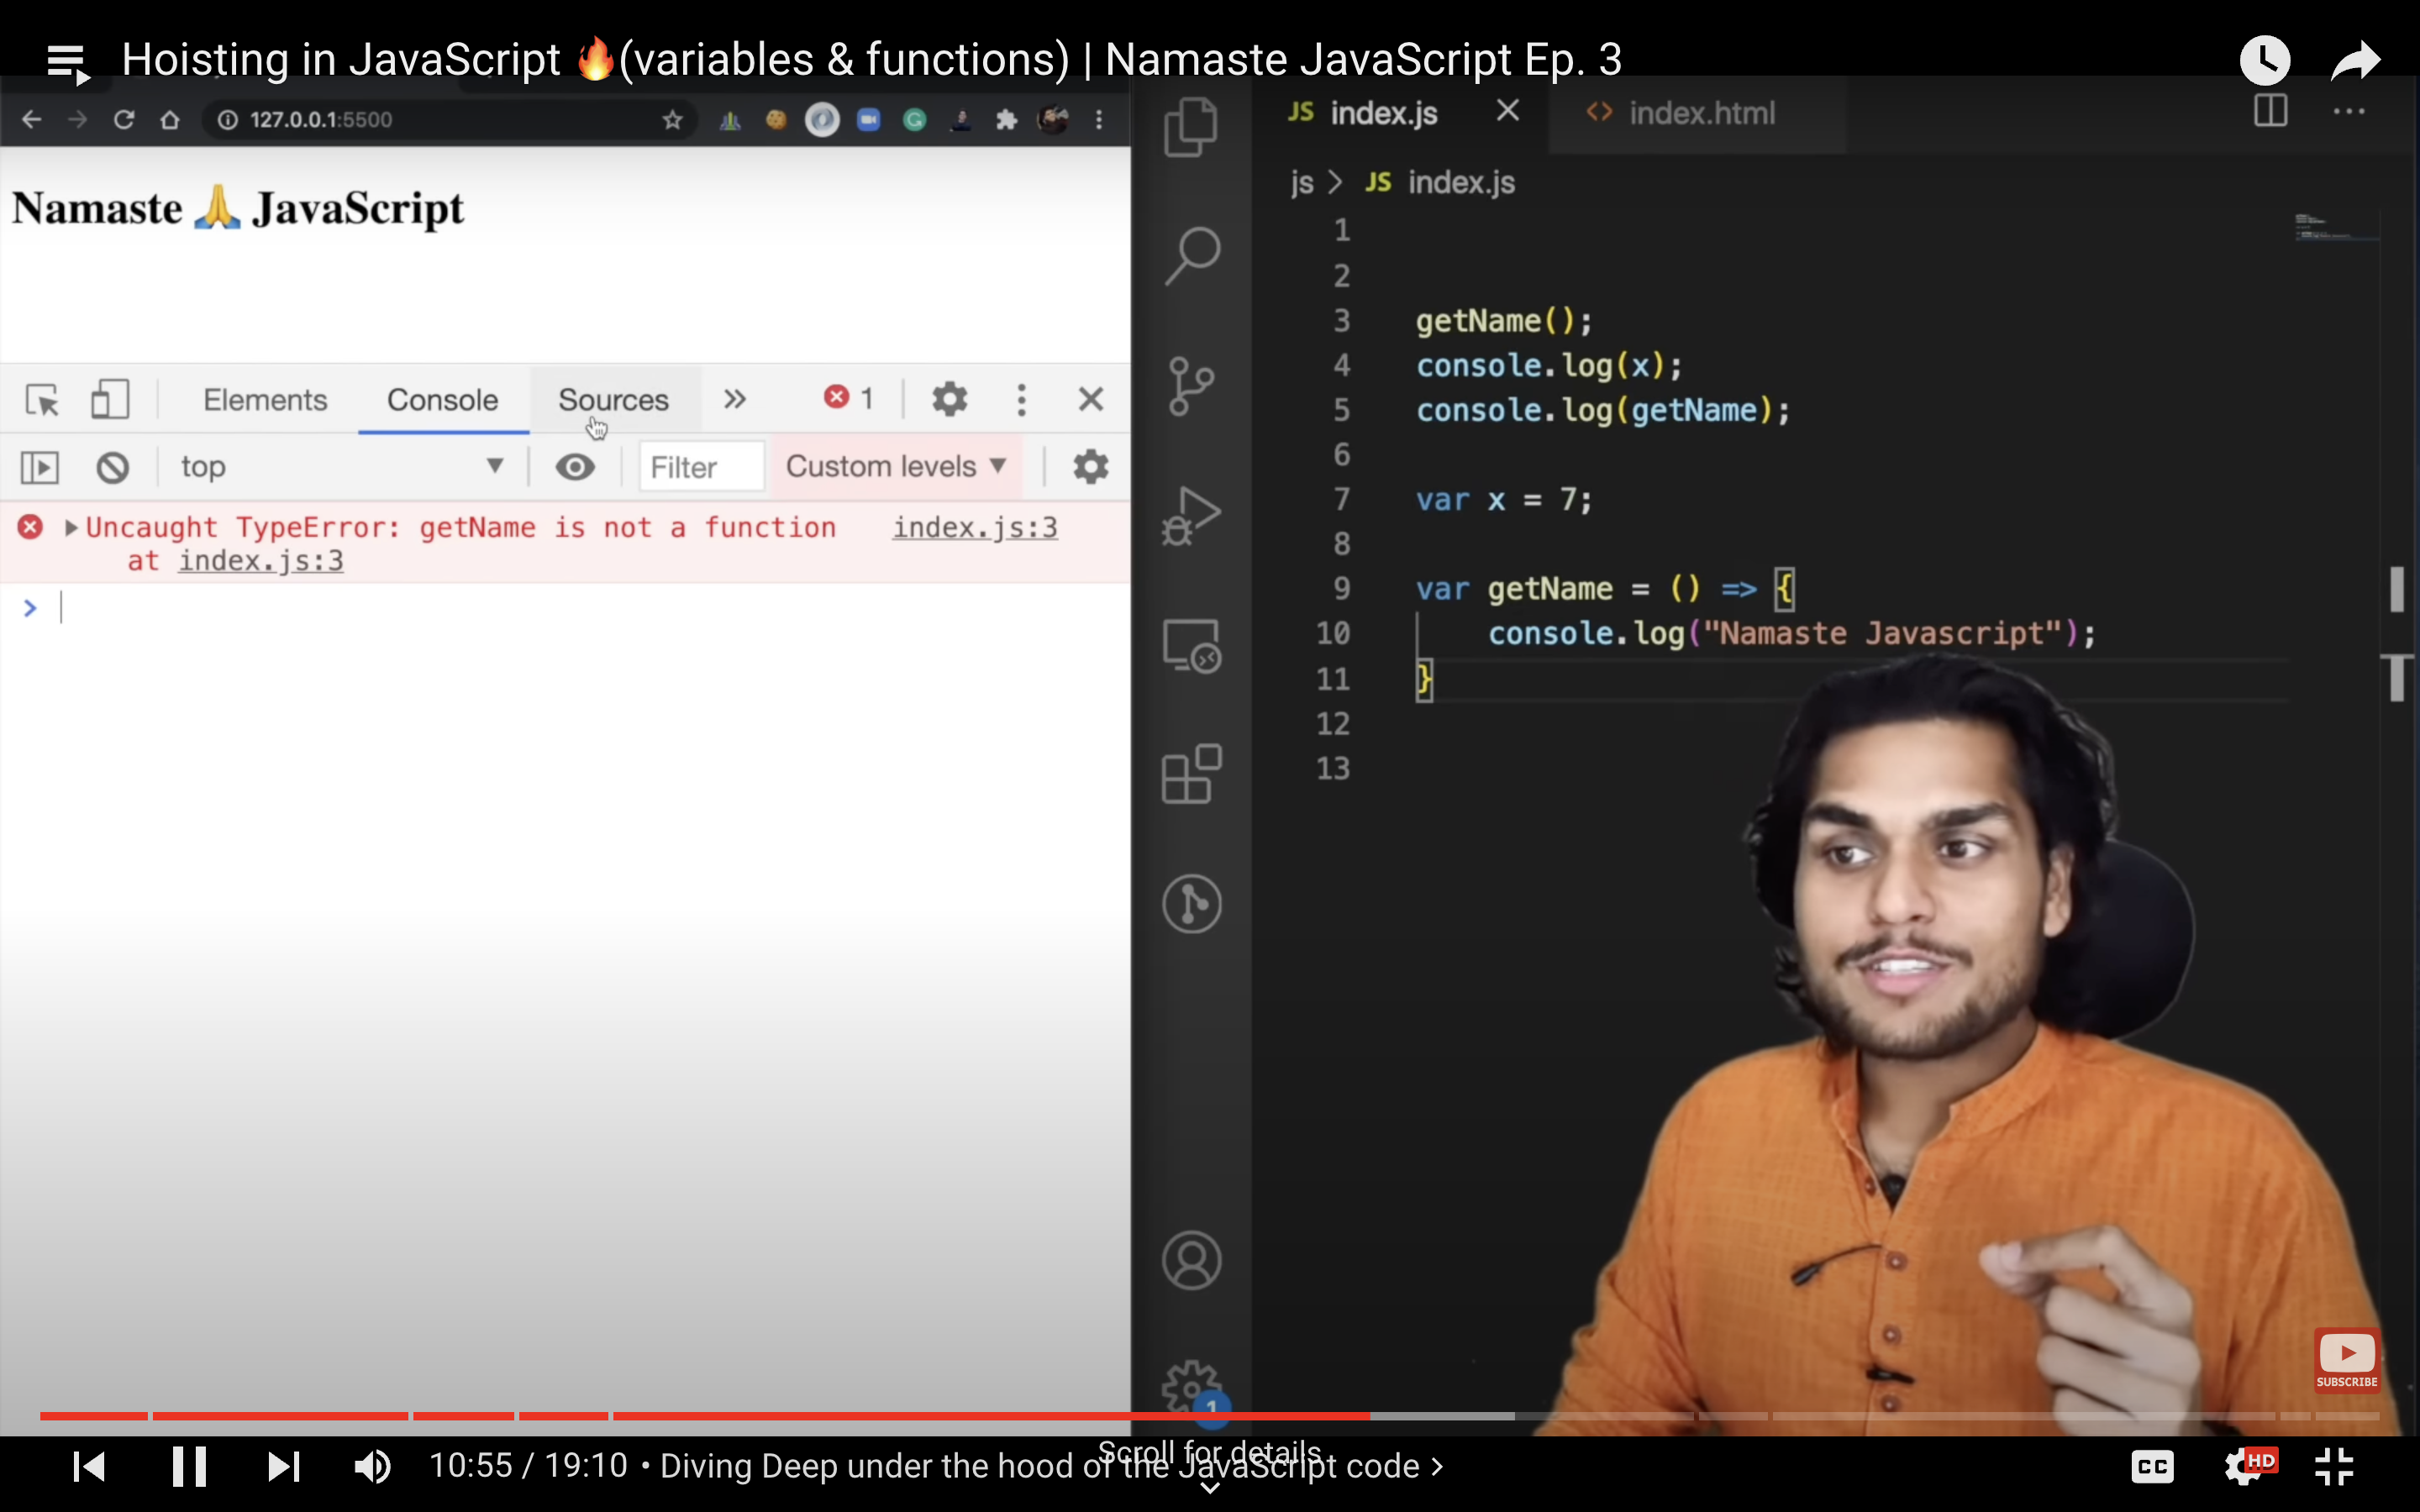 Hoisting in JavaScript 🔥(variables & functions) | Namaste JavaScript Ep. 3
127.0.0.1:5500
Namaste 🙏 JavaScript
Elements Console Sources » 1
top Filter Custom levels
Uncaught TypeError: getName is not a function index.js:3
at index.js:3
>
JS index.js <> index.html
js > JS index.js
1
2
3 getName();
4 console.log(x);
5 console.log(getName);
6
7 var x = 7;
8
9 var getName = () => {
10 console.log("Namaste Javascript");
11 }
12
13
1
SUBSCRIBE
Scroll for details
10:55 / 19:10 • Diving Deep under the hood of the JavaScript code >
CC HD